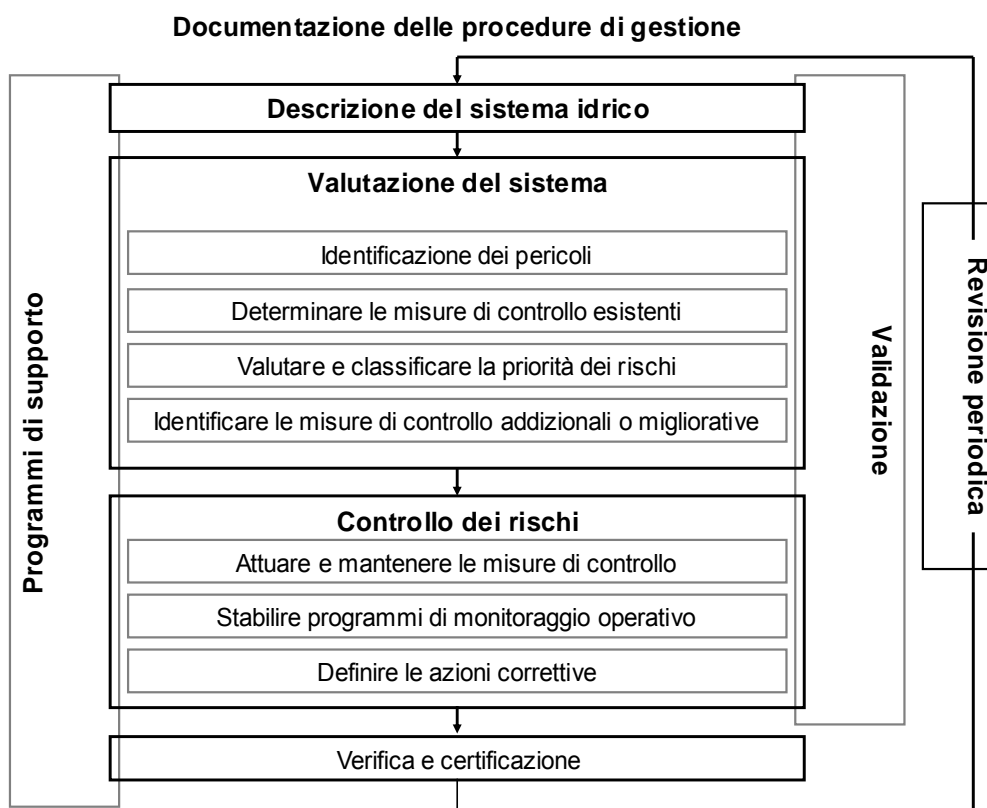 Documentazione delle procedure di gestione
Descrizione del sistema idrico
Valutazione del sistema
Identificazione dei pericoli
Determinare le misure di controllo esistenti
Valutare e classificare la priorità dei rischi
Identificare le misure di controllo addizionali o migliorative
Controllo dei rischi
Attuare e mantenere le misure di controllo
Stabilire programmi di monitoraggio operativo
Definire le azioni correttive
Verifica e certificazione
Programmi di supporto
Validazione
Revisione periodica